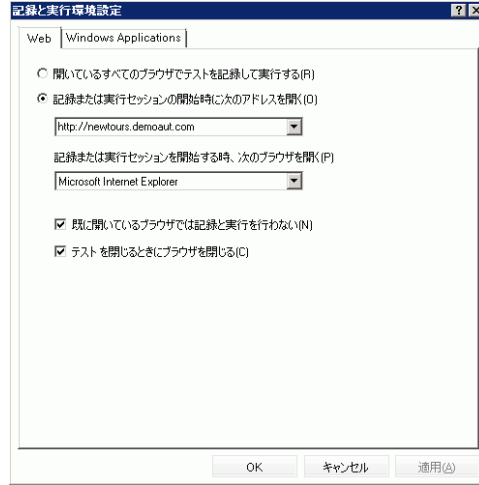 記録と実行環境設定
Web
Windows Applications
開いているすべてのブラウザでテストを記録して実行する(R)
記録または実行セッションの開始時に次のアドレスを開く(O)
http://newtours.demoaut.com
記録または実行セッションを開始する時、次のブラウザを開く(P)
Microsoft Internet Explorer
既に開いているブラウザでは記録と実行を行わない(N)
テストを閉じるときにブラウザを閉じる(C)
OK キャンセル 適用(A)